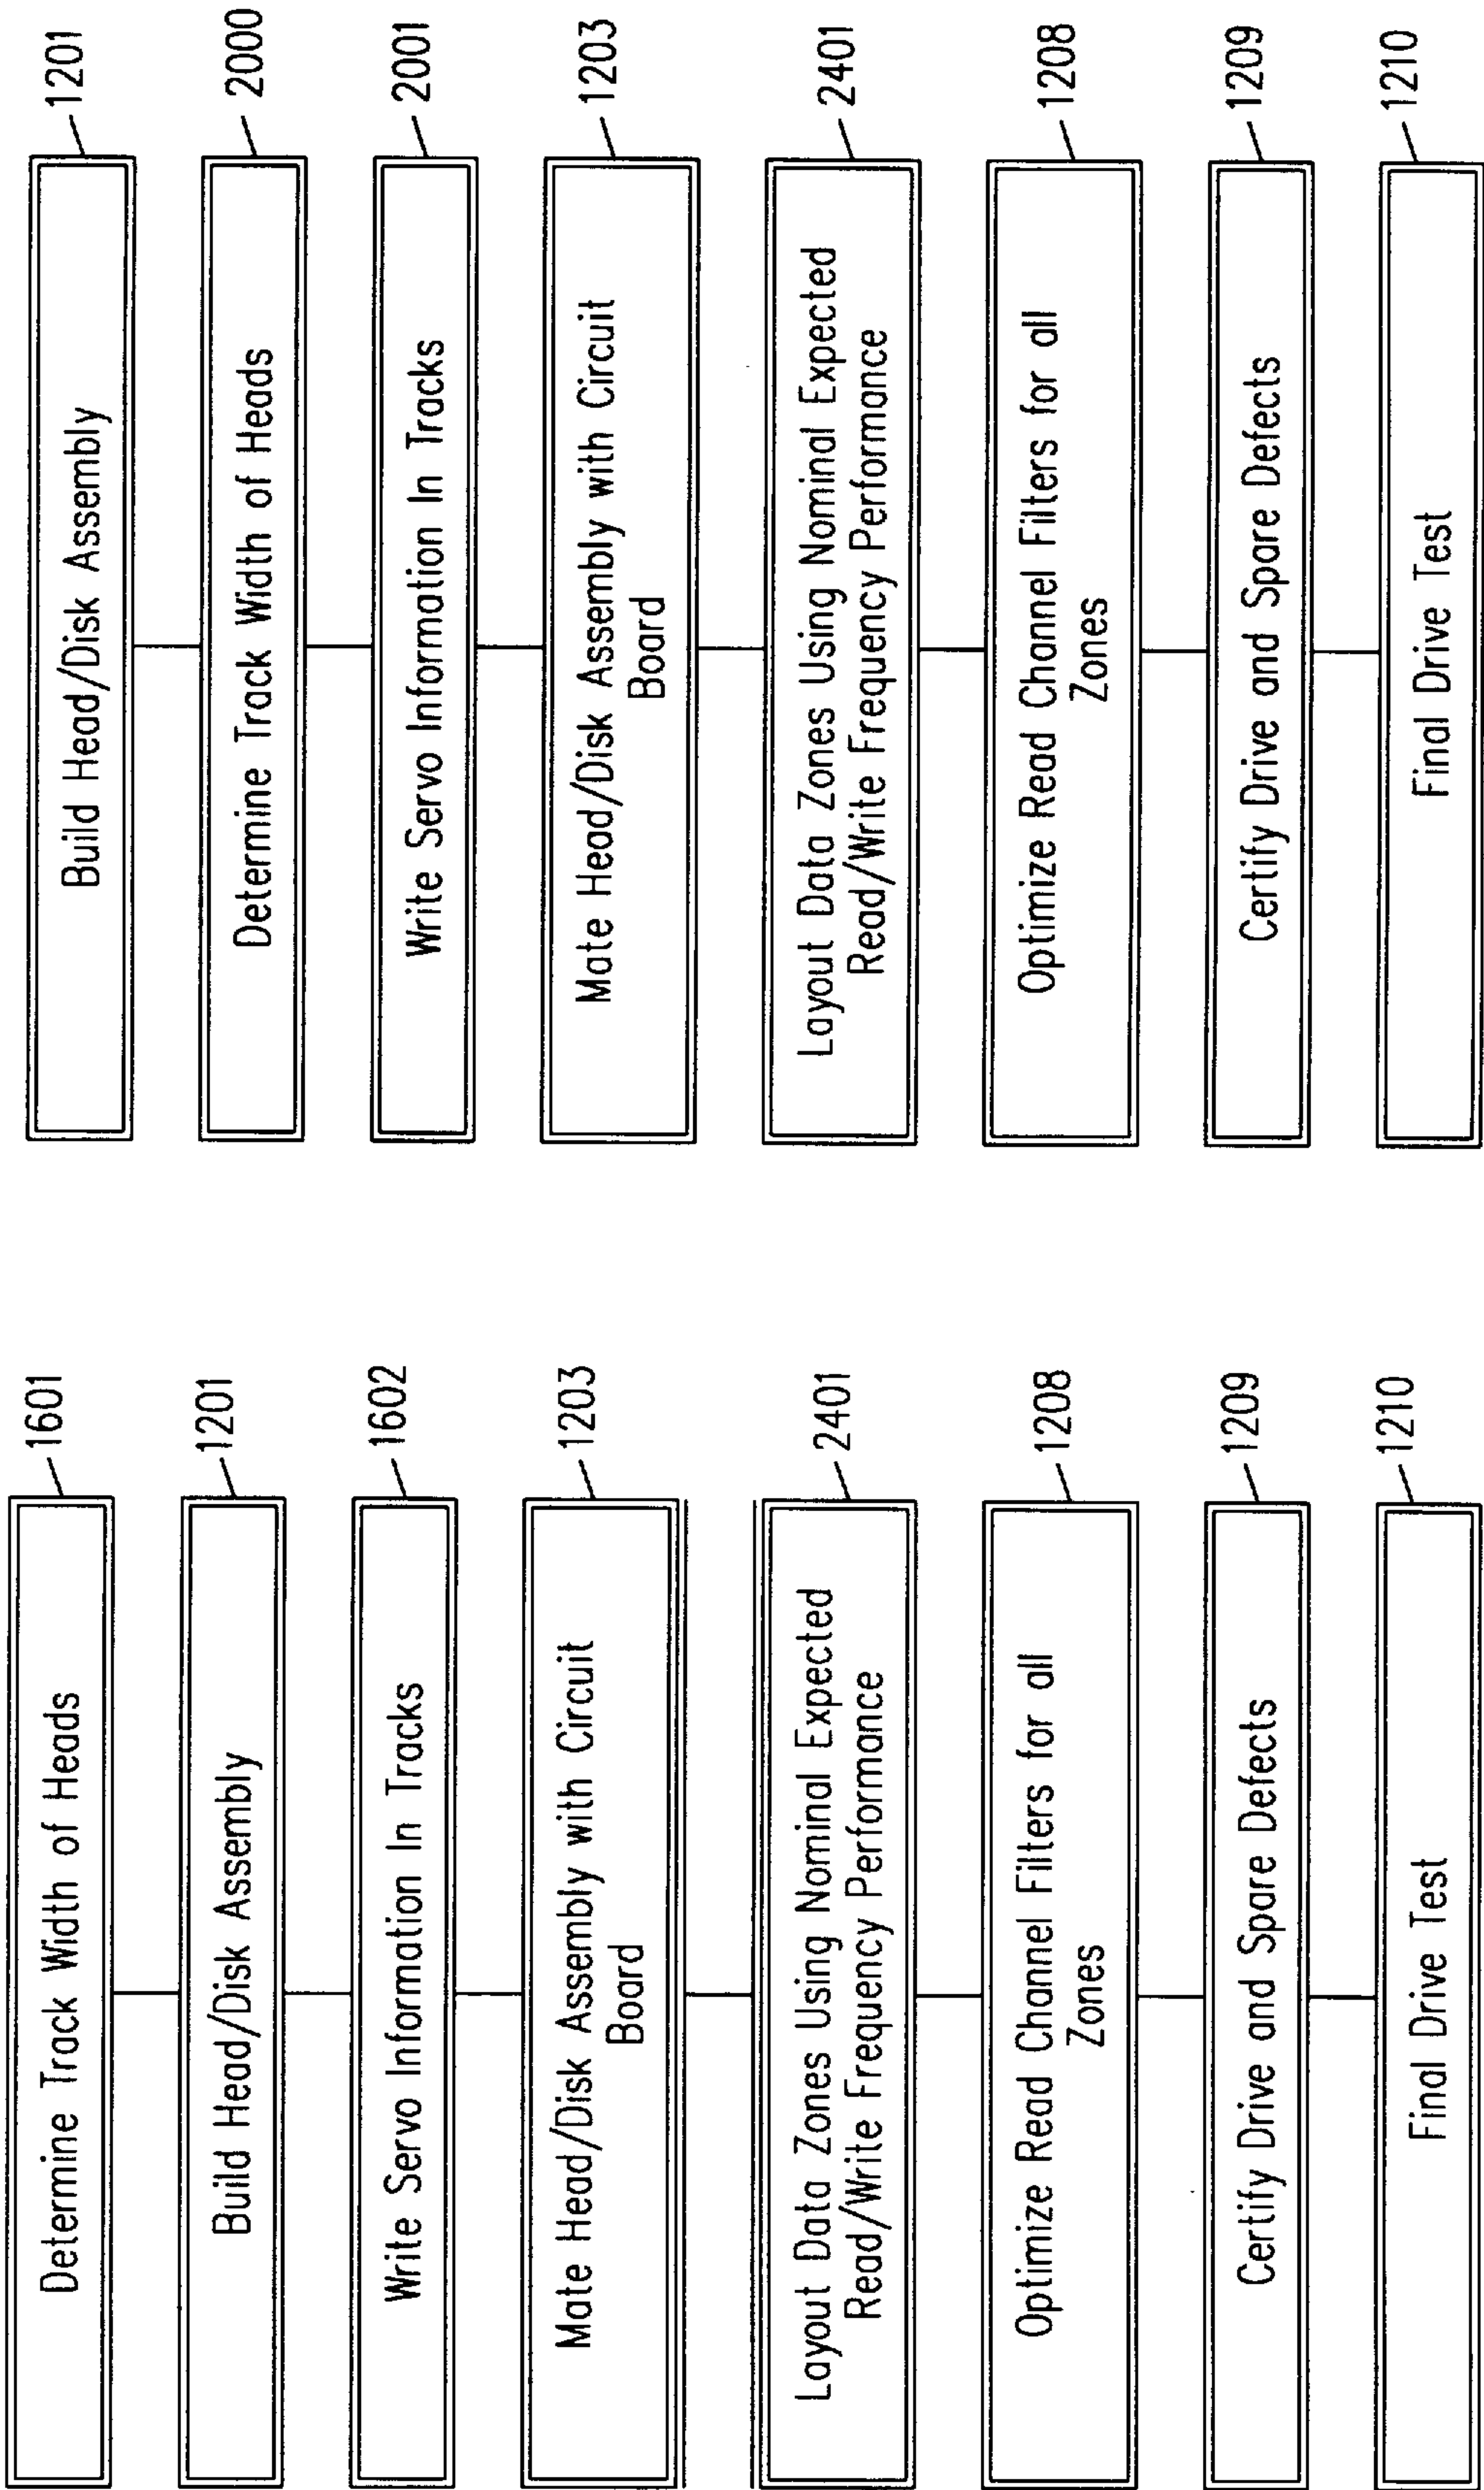 Determine Track Width of Heads
1601
Build Head/Disk Assembly
1201
Write Servo Information In Tracks
1602
Mate Head/Disk Assembly with Circuit
Board
1203
Layout Data Zones Using Nominal Expected
Read/Write Frequency Performance
2401
Optimize Read Channel Filters for all
Zones
1208
Certify Drive and Spare Defects
1209
Final Drive Test
1210
Build Head/Disk Assembly
1201
Determine Track Width of Heads
2000
Write Servo Information In Tracks
2001
Mate Head/Disk Assembly with Circuit
Board
1203
Layout Data Zones Using Nominal Expected
Read/Write Frequency Performance
2401
Optimize Read Channel Filters for all
Zones
1208
Certify Drive and Spare Defects
1209
Final Drive Test
1210